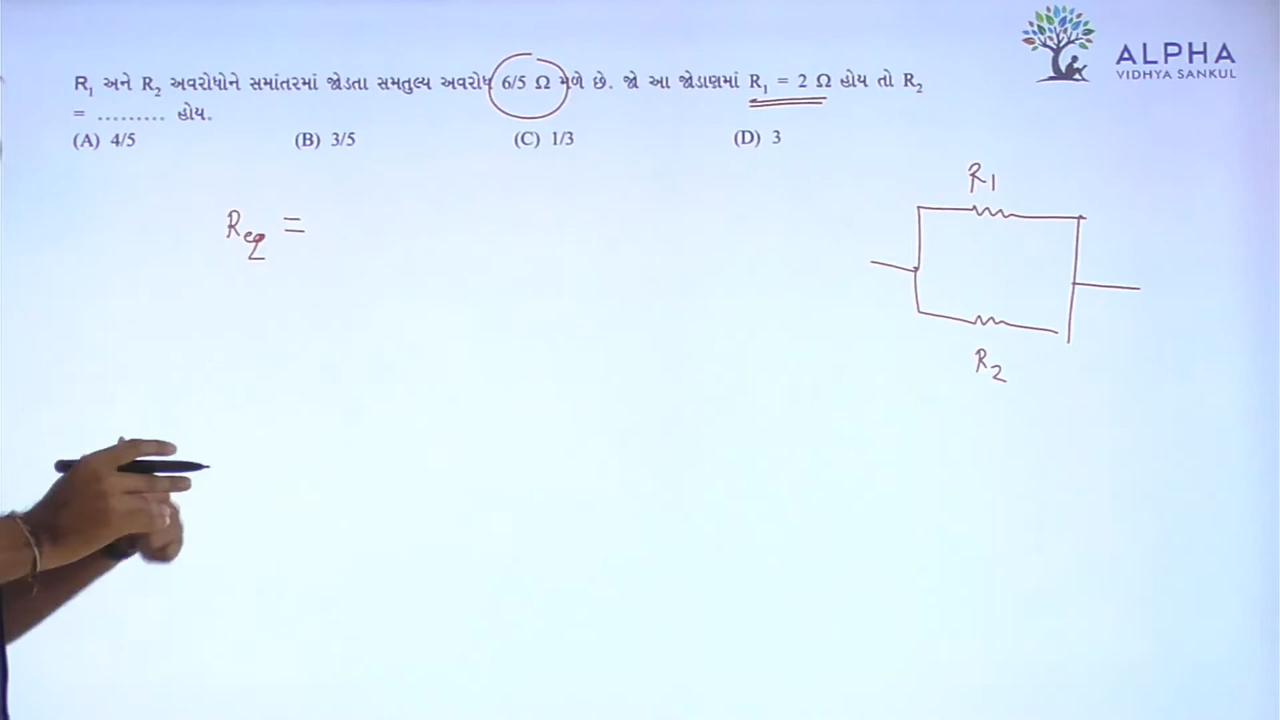 ALPHA
VIDHYA SANKUL
R₁ અને R₂ અવરોધોને સમાંતરમાં જોડતા સમતુલ્ય અવરોધ 6/5 Ω મળે છે. જો આ જોડાણમાં R₁ = 2 Ω હોય તો R₂
= ......... હોય.
(A) 4/5 (B) 3/5 (C) 1/3 (D) 3
R₁
R_eq =
R₂